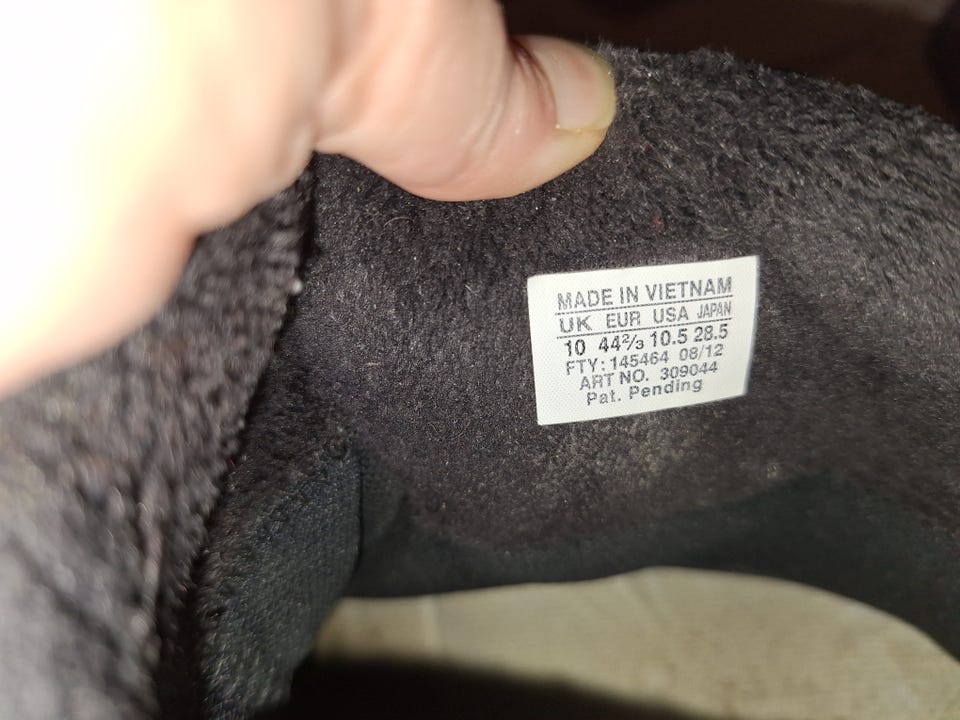 MADE IN VIETNAM
UK EUR USA JAPAN
10 44²/₃ 10.5 28.5
FTY: 145464 08/12
ART NO. 309044
Pat. Pending